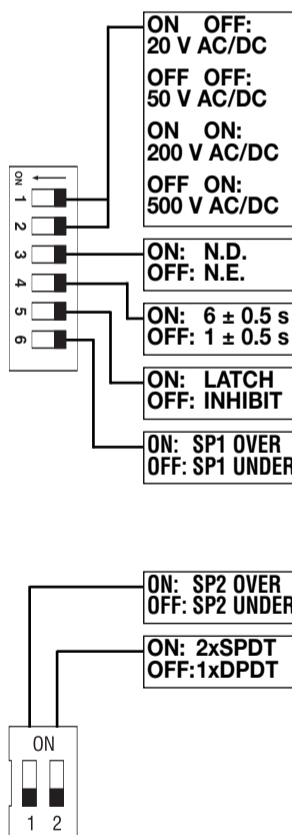 ON OFF:
20 V AC/DC
OFF OFF:
50 V AC/DC
ON ON:
200 V AC/DC
OFF ON:
500 V AC/DC
ON
1
2
3
4
5
6
ON: N.D.
OFF: N.E.
ON: 6 ± 0.5 s
OFF: 1 ± 0.5 s
ON: LATCH
OFF: INHIBIT
ON: SP1 OVER
OFF: SP1 UNDER
ON: SP2 OVER
OFF: SP2 UNDER
ON: 2xSPDT
OFF:1xDPDT
ON
1 2